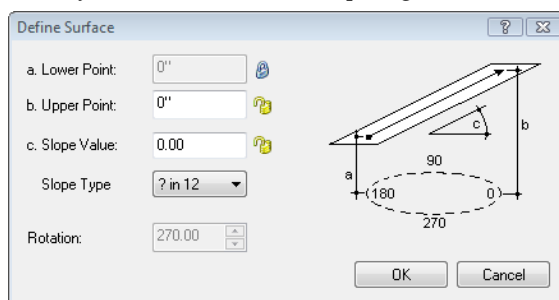 Define Surface
a. Lower Point: 0"
b. Upper Point: 0"
c. Slope Value: 0.00
Slope Type ? in 12
Rotation: 270.00
b
c
a
90
(180 0)
270
OK Cancel